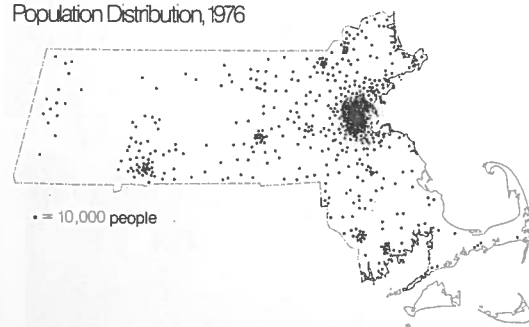 Population Distribution, 1976
• = 10,000 people